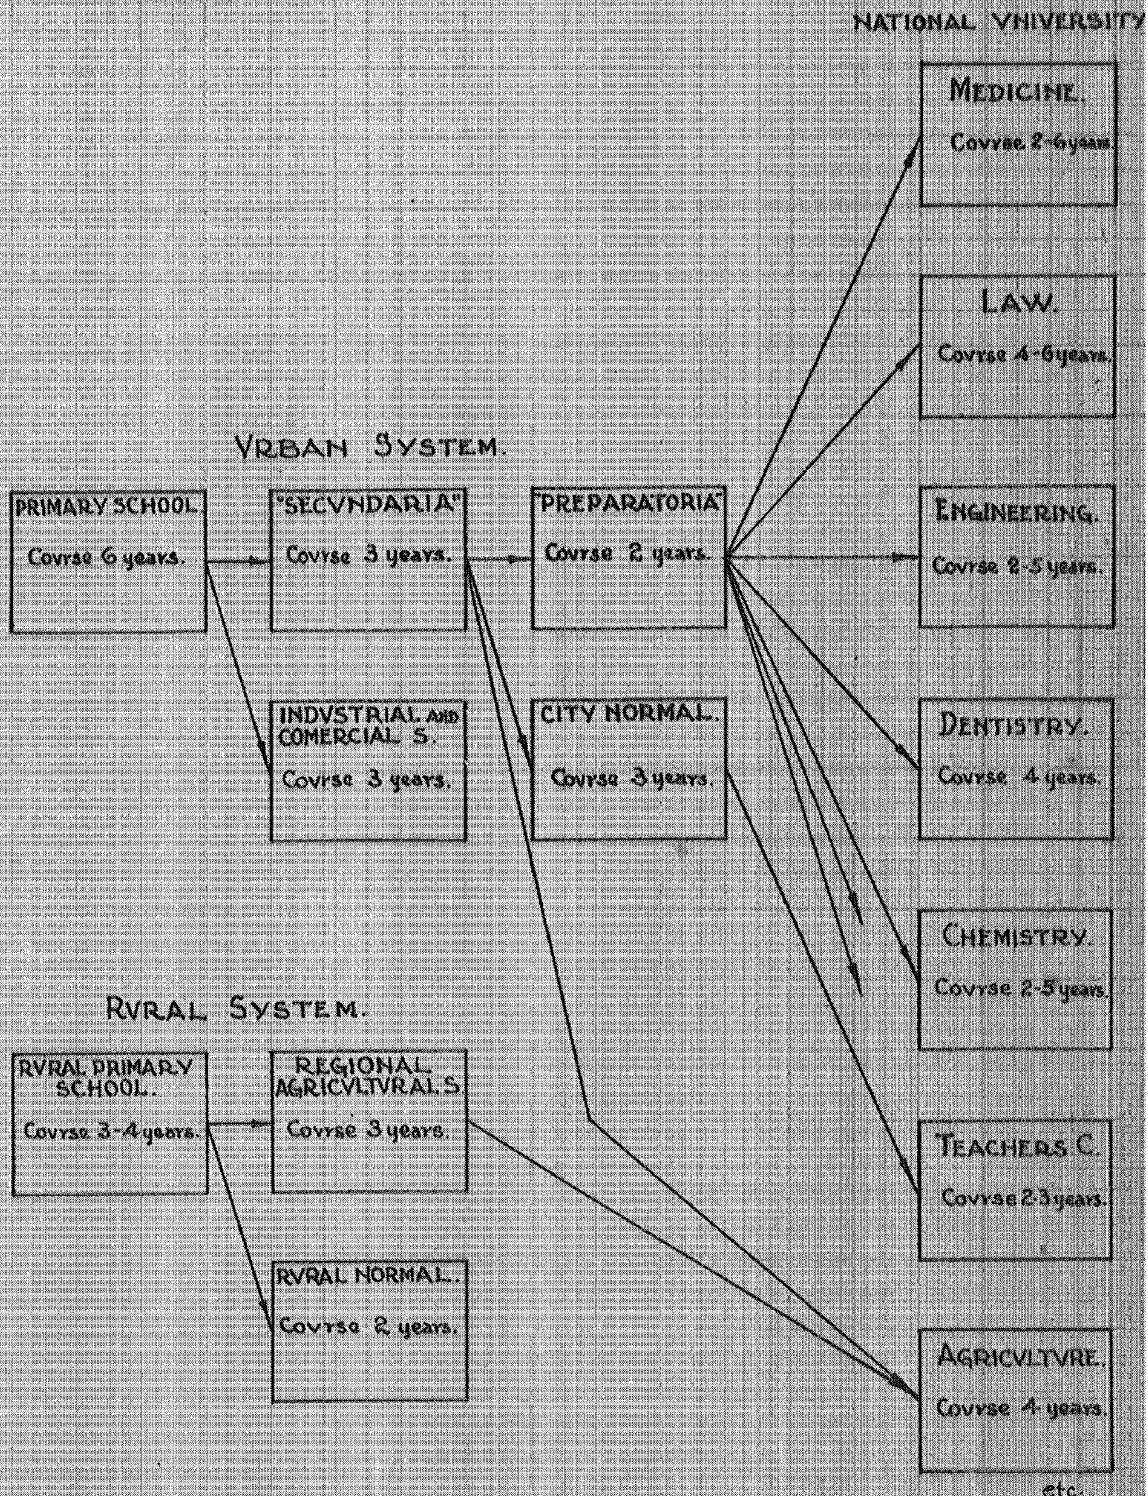 NATIONAL VNIVERSITY
MEDICINE.
Covrse 2-6 years.
LAW.
Covrse 4-6 years.
VRBAN SYSTEM.
PRIMARY SCHOOL.
Covrse 6 years.
"SECVNDARIA"
Covrse 3 years.
"PREPARATORIA"
Covrse 2 years.
ENGINEERING.
Covrse 2-5 years.
INDVSTRIAL AND
COMERCIAL S.
Covrse 3 years.
CITY NORMAL.
Covrse 3 years.
DENTISTRY.
Covrse 4 years.
CHEMISTRY.
Covrse 2-5 years.
RVRAL SYSTEM.
RVRAL PRIMARY
SCHOOL.
Covrse 3-4 years.
REGIONAL
AGRICVLTVRAL S
Covrse 3 years.
TEACHERS C.
Covrse 2-3 years.
RVRAL NORMAL.
Covrse 2 years.
AGRICVLTVRE.
Covrse 4 years.
etc.